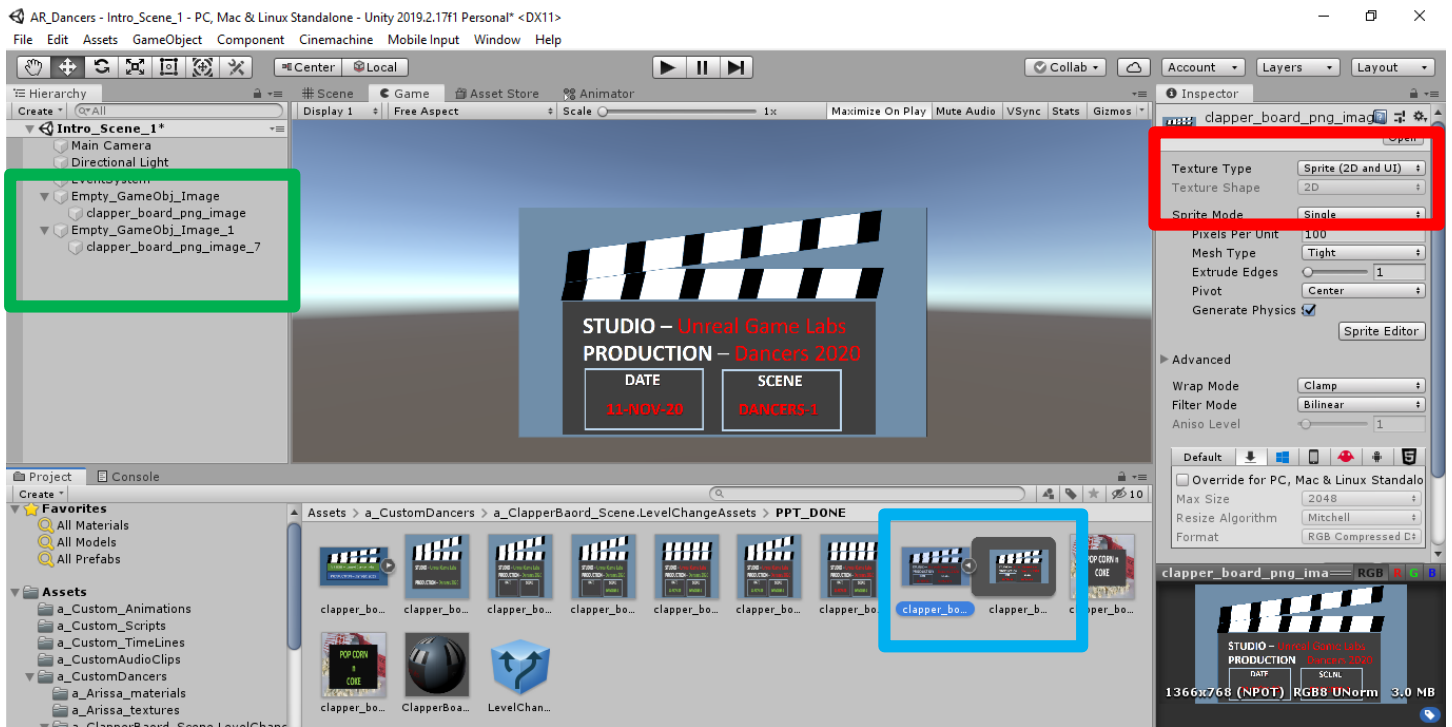 AR_Dancers - Intro_Scene_1 - PC, Mac & Linux Standalone - Unity 2019.2.17f1 Personal* <DX11>
File Edit Assets GameObject Component Cinemachine Mobile Input Window Help
Center Local Collab Account Layers Layout
Hierarchy
Create All
Intro_Scene_1*
Main Camera
Directional Light
EventSystem
Empty_GameObj_Image
clapper_board_png_image
Empty_GameObj_Image_1
clapper_board_png_image_7
Scene Game Asset Store Animator
Display 1 Free Aspect Scale 1x Maximize On Play Mute Audio VSync Stats Gizmos
STUDIO – Unreal Game Labs
PRODUCTION – Dancers 2020
DATE SCENE
11-NOV-20 DANCERS-1
Inspector
clapper_board_png_imag
Open
Texture Type Sprite (2D and UI)
Texture Shape 2D
Sprite Mode Single
Pixels Per Unit 100
Mesh Type Tight
Extrude Edges 1
Pivot Center
Generate Physics
Sprite Editor
Advanced
Wrap Mode Clamp
Filter Mode Bilinear
Aniso Level 1
Default
Override for PC, Mac & Linux Standalo
Max Size 2048
Resize Algorithm Mitchell
Format RGB Compressed D
Project Console
Create 10
Favorites
All Materials
All Models
All Prefabs
Assets
a_Custom_Animations
a_Custom_Scripts
a_Custom_TimeLines
a_CustomAudioClips
a_CustomDancers
a_Arissa_materials
a_Arissa_textures
a_ClapperBaord_Scene.LevelChang
Assets > a_CustomDancers > a_ClapperBaord_Scene.LevelChangeAssets > PPT_DONE
POP CORN
n
COKE
clapper_bo... clapper_bo... clapper_bo... clapper_bo... clapper_bo... clapper_bo... clapper_bo... clapper_bo... clapper_b... clapper_bo...
POP CORN
n
COKE
clapper_bo... ClapperBoa... LevelChan...
clapper_board_png_ima RGB R G B
STUDIO – Unreal Game Labs
PRODUCTION Dancers 2020
DATE
1366x768 (NPOT) RGB8 UNorm 3.0 MB